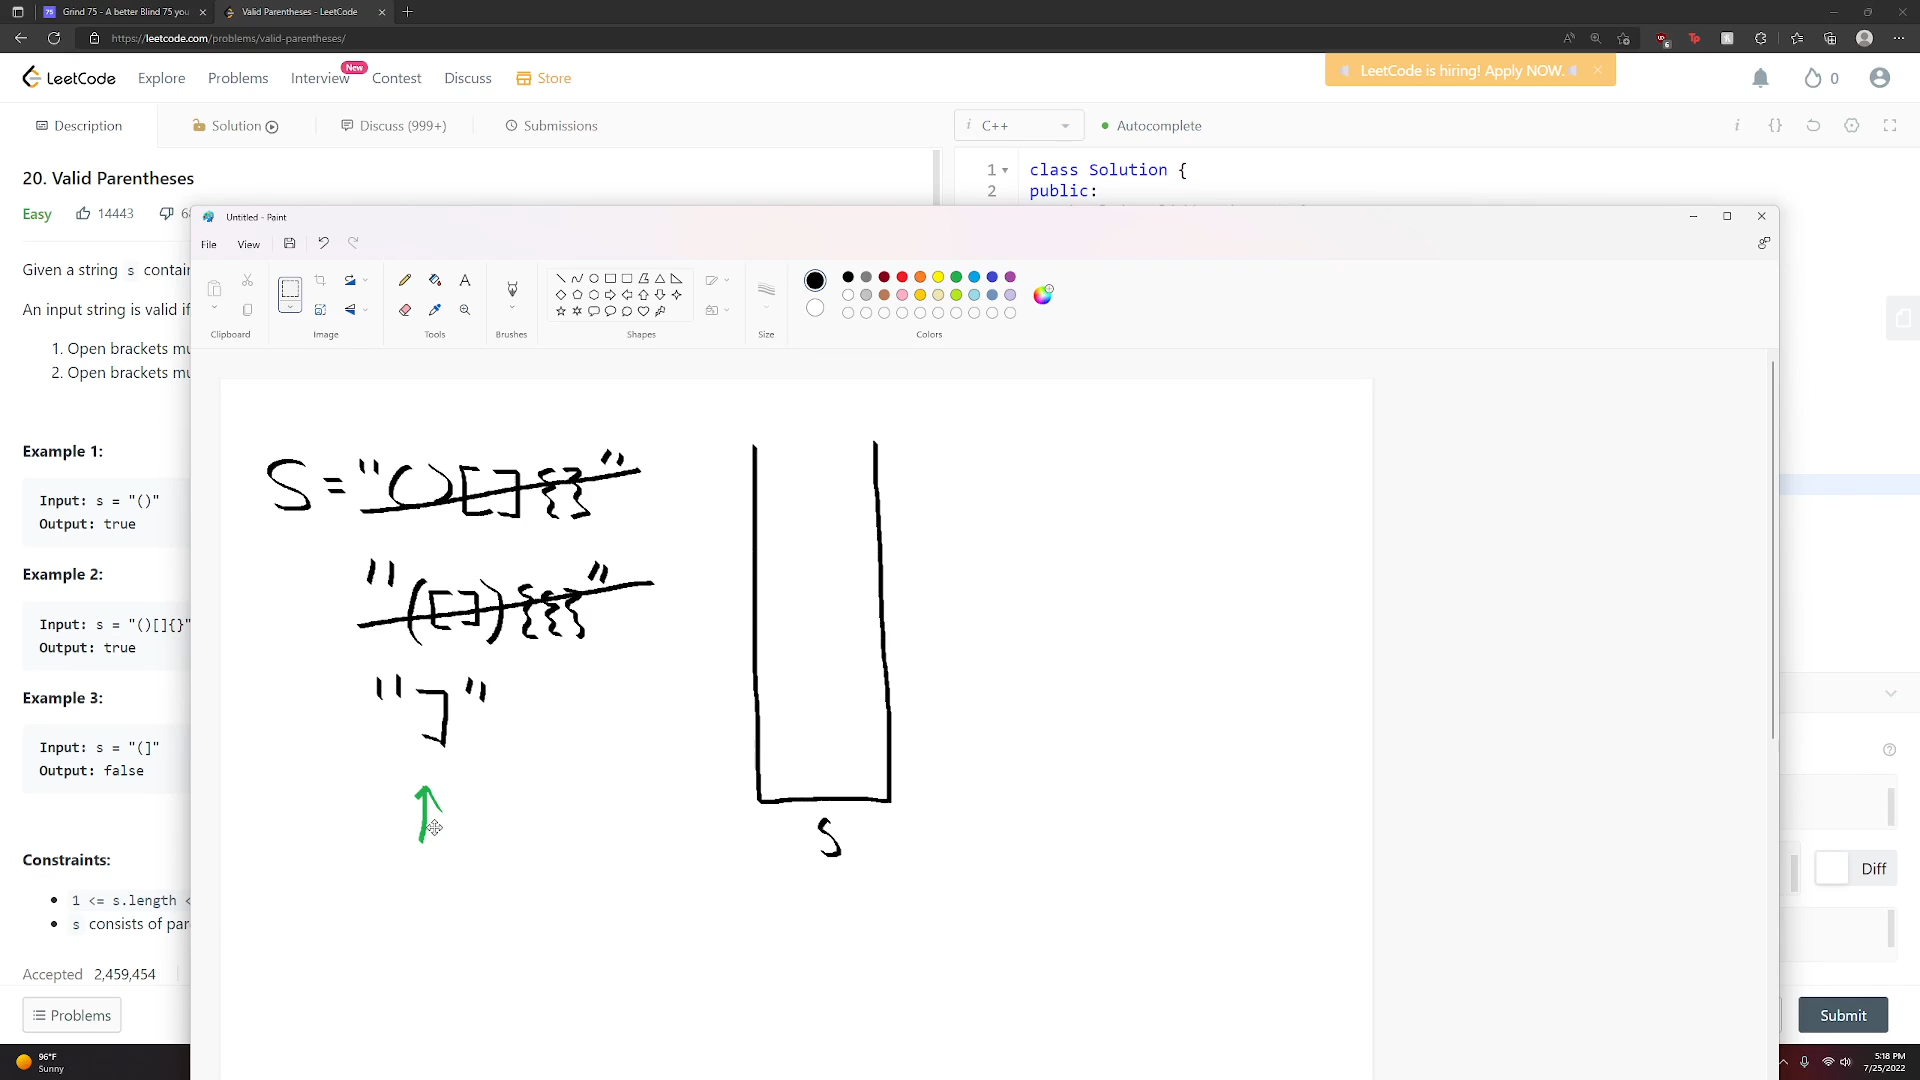 Grind 75 - A better Blind 75 you
Valid Parentheses - LeetCode
https://leetcode.com/problems/valid-parentheses/
LeetCode
Explore
Problems
Interview
New
Contest
Discuss
Store
LeetCode is hiring! Apply NOW.
0
Description
Solution
Discuss (999+)
Submissions
i C++
Autocomplete
20. Valid Parentheses
1 class Solution {
2 public:
Easy
14443
Untitled - Paint
File
View
Given a string s contai
An input string is valid if
1. Open brackets mu
2. Open brackets mu
Clipboard
Image
Tools
Brushes
Shapes
Size
Colors
Example 1:
Input: s = "()"
Output: true
Example 2:
Input: s = "()[]{}"
Output: true
Example 3:
Input: s = "(]"
Output: false
S="()[]{}"
"([]){{}"
"]"
S
Constraints:
1 <= s.length <
s consists of par
Accepted 2,459,454
Diff
Problems
Submit
96°F
Sunny
5:18 PM
7/25/2022